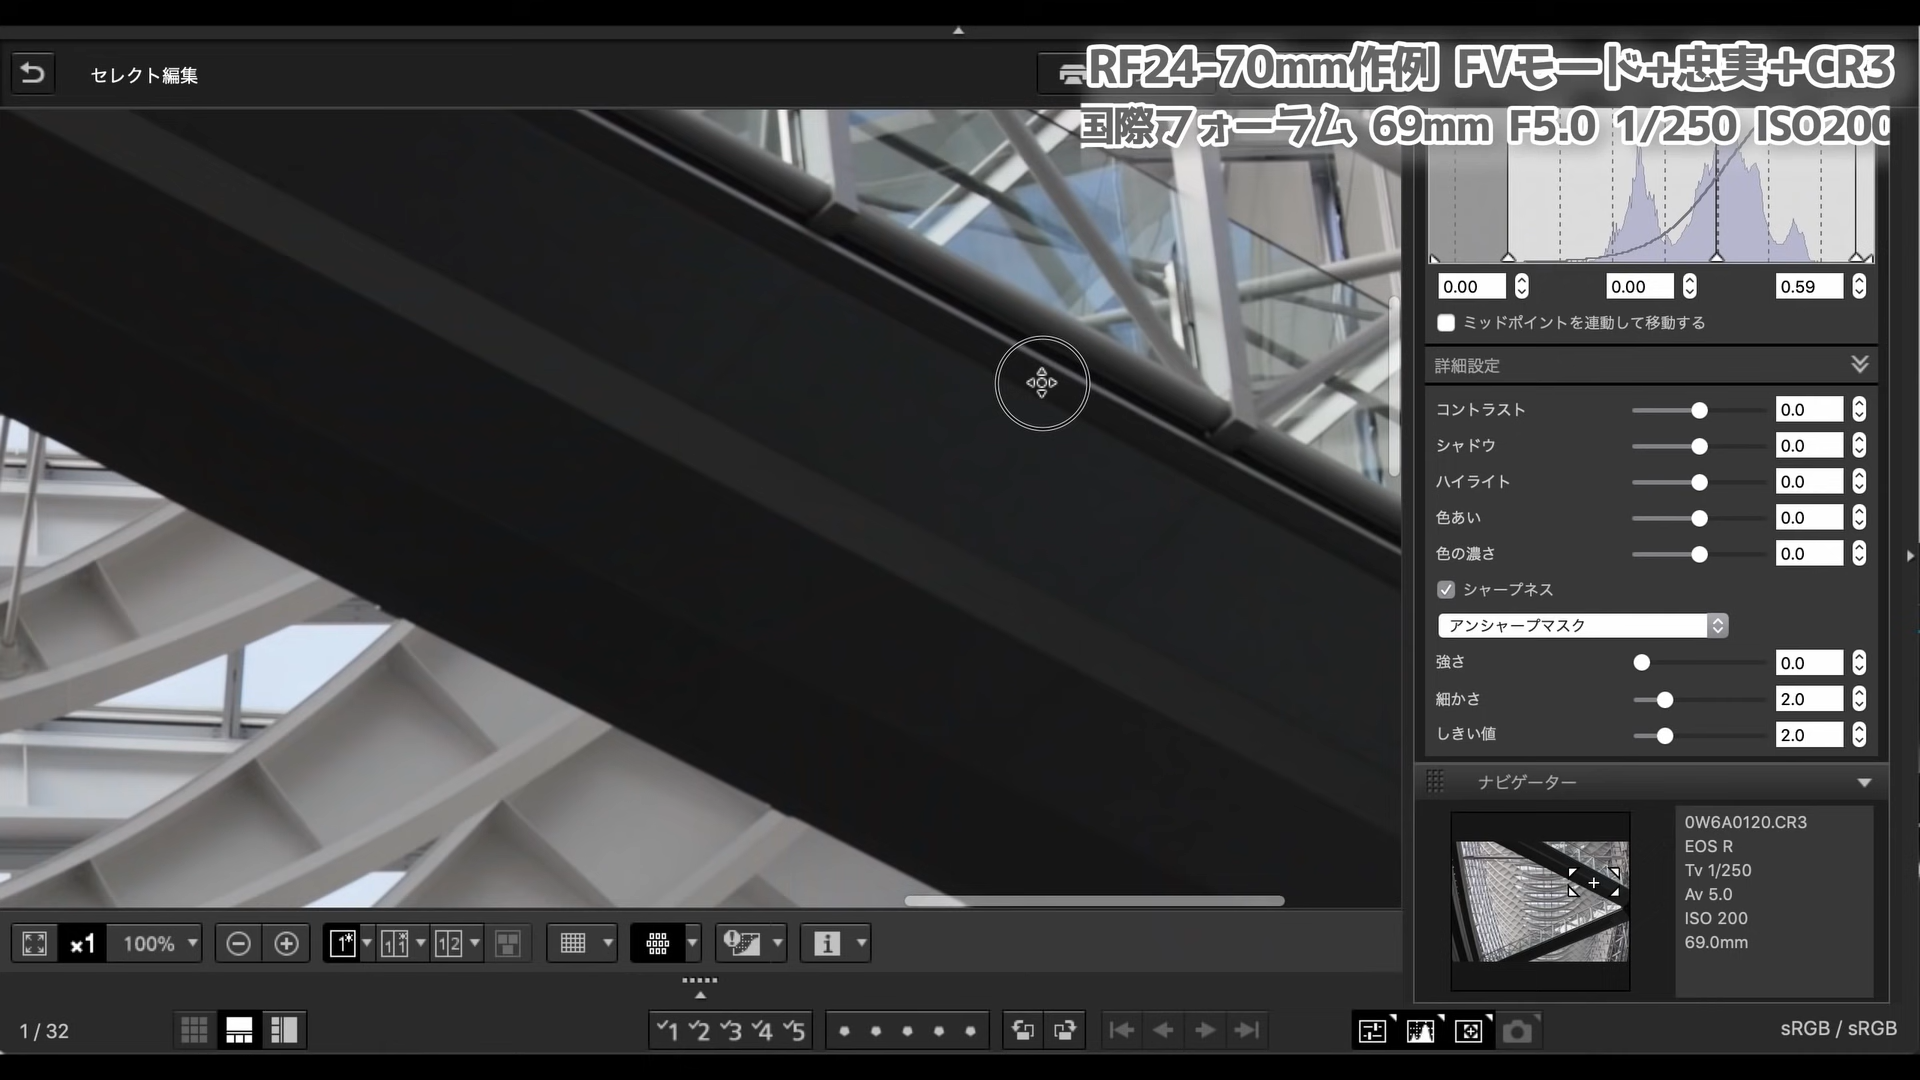 セレクト編集
RF24-70mm作例 FVモード+忠実+CR3
国際フォーラム 69mm F5.0 1/250 ISO200
0.00 0.00 0.59
ミッドポイントを連動して移動する
詳細設定
コントラスト 0.0
シャドウ 0.0
ハイライト 0.0
色あい 0.0
色の濃さ 0.0
シャープネス
アンシャープマスク
強さ 0.0
細かさ 2.0
しきい値 2.0
ナビゲーター
0W6A0120.CR3
EOS R
Tv 1/250
Av 5.0
ISO 200
69.0mm
x1 100%
1 / 32
1 2 3 4 5
sRGB / sRGB